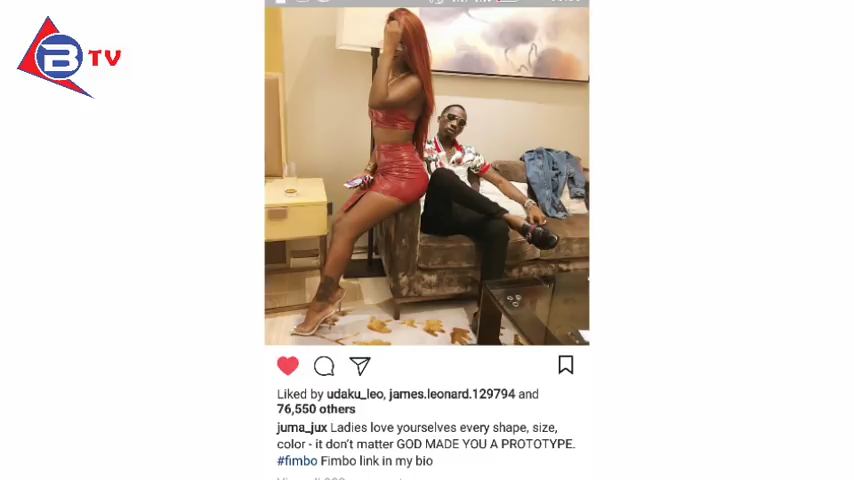 B TV
Liked by udaku_leo, james.leonard.129794 and
76,550 others
juma_jux Ladies love yourselves every shape, size,
color - it don't matter GOD MADE YOU A PROTOTYPE.
#fimbo Fimbo link in my bio